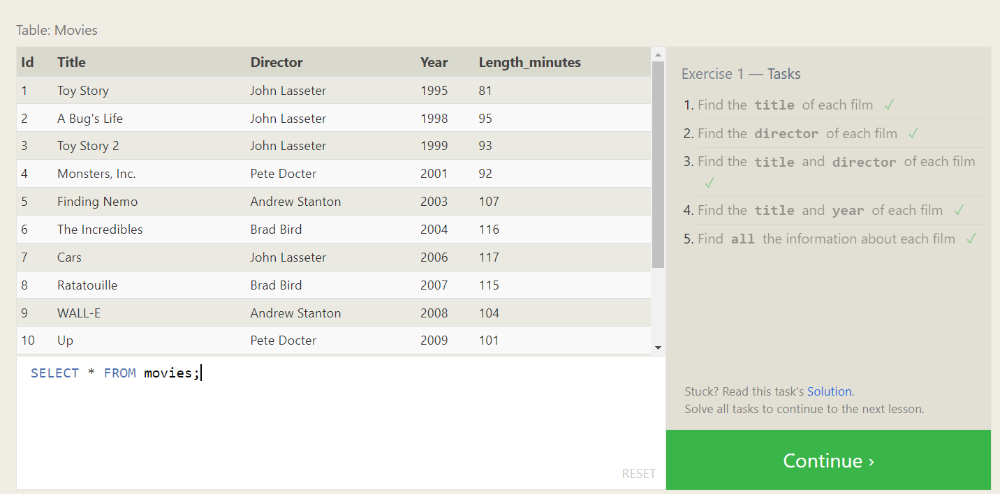 Table: Movies
Id Title Director Year Length_minutes
1 Toy Story John Lasseter 1995 81
2 A Bug's Life John Lasseter 1998 95
3 Toy Story 2 John Lasseter 1999 93
4 Monsters, Inc. Pete Docter 2001 92
5 Finding Nemo Andrew Stanton 2003 107
6 The Incredibles Brad Bird 2004 116
7 Cars John Lasseter 2006 117
8 Ratatouille Brad Bird 2007 115
9 WALL-E Andrew Stanton 2008 104
10 Up Pete Docter 2009 101
SELECT * FROM movies;
RESET
Exercise 1 — Tasks
1. Find the title of each film ✓
2. Find the director of each film ✓
3. Find the title and director of each film
✓
4. Find the title and year of each film ✓
5. Find all the information about each film ✓
Stuck? Read this task's Solution.
Solve all tasks to continue to the next lesson.
Continue ›